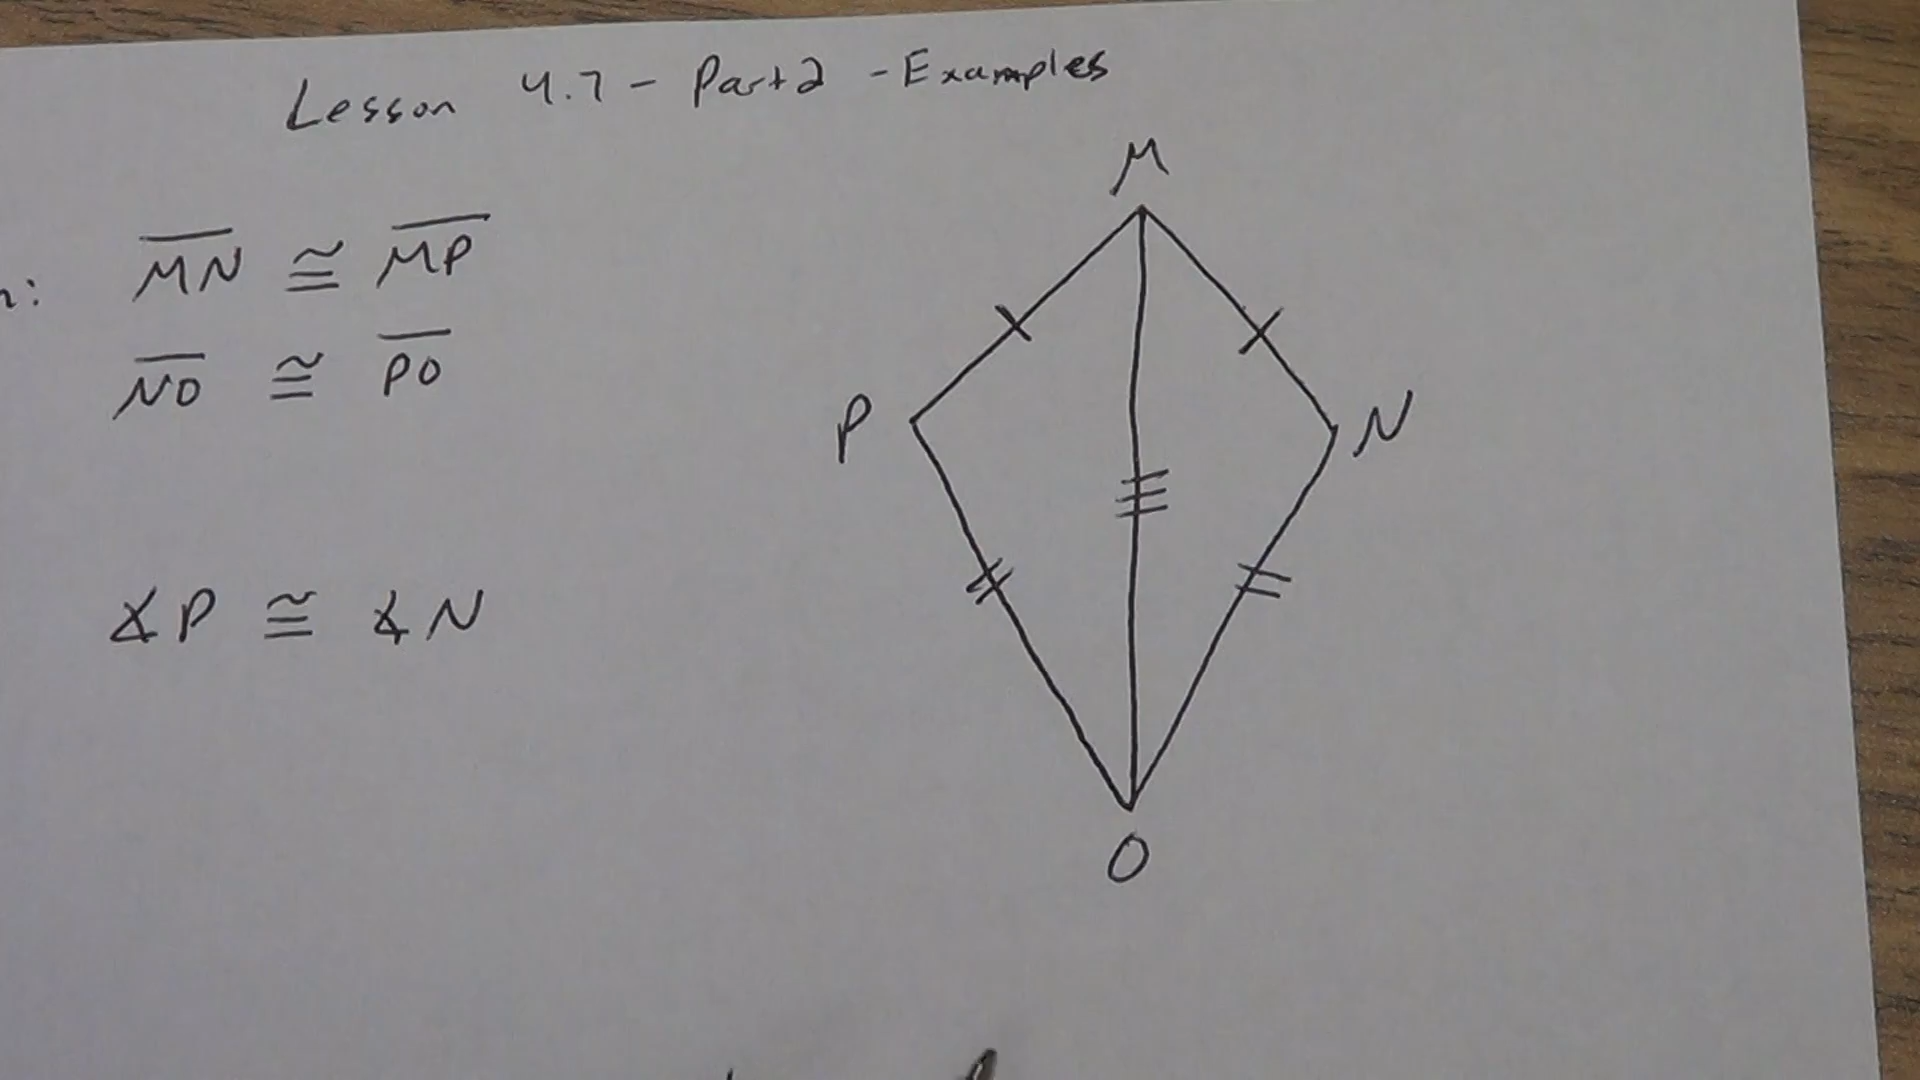 Lesson 4.7 - Part 2 - Examples
M
n: MN ≅ MP
NO ≅ PO
P N
∡P ≅ ∡N
O